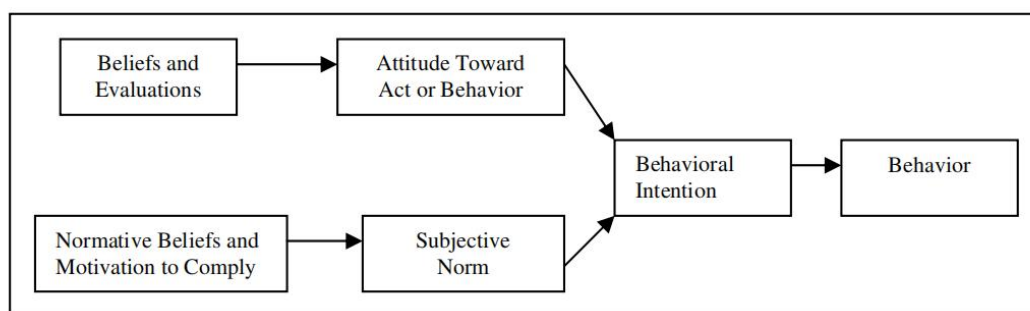 Beliefs and
Evaluations
Attitude Toward
Act or Behavior
Behavioral
Intention
Behavior
Normative Beliefs and
Motivation to Comply
Subjective
Norm